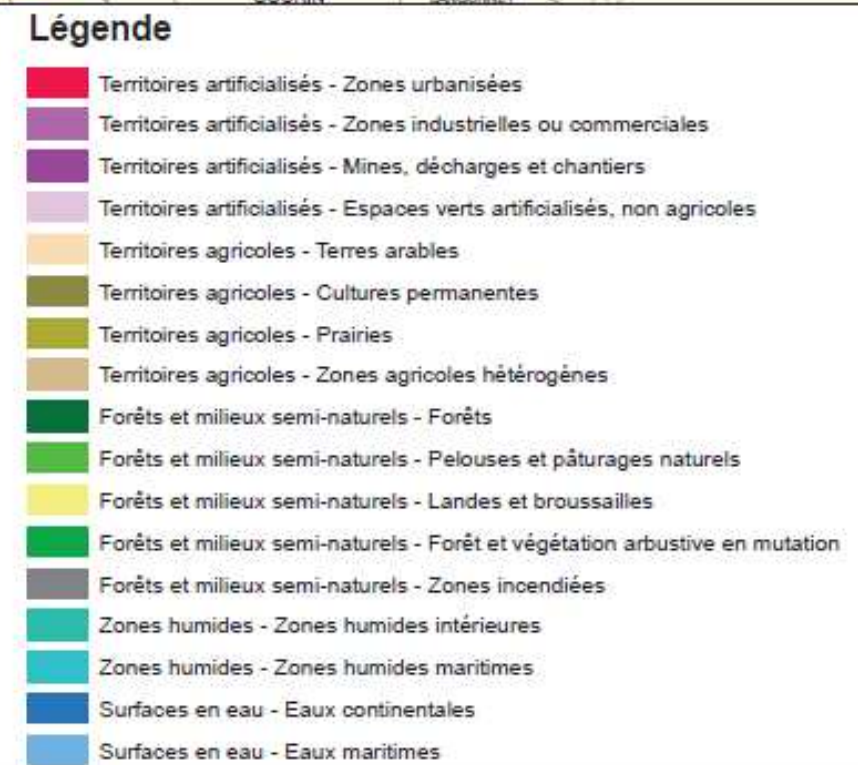 Légende
Territoires artificialisés - Zones urbanisées
Territoires artificialisés - Zones industrielles ou commerciales
Territoires artificialisés - Mines, décharges et chantiers
Territoires artificialisés - Espaces verts artificialisés, non agricoles
Territoires agricoles - Terres arables
Territoires agricoles - Cultures permanentes
Territoires agricoles - Prairies
Territoires agricoles - Zones agricoles hétérogènes
Forêts et milieux semi-naturels - Forêts
Forêts et milieux semi-naturels - Pelouses et pâturages naturels
Forêts et milieux semi-naturels - Landes et broussailles
Forêts et milieux semi-naturels - Forêt et végétation arbustive en mutation
Forêts et milieux semi-naturels - Zones incendiées
Zones humides - Zones humides intérieures
Zones humides - Zones humides maritimes
Surfaces en eau - Eaux continentales
Surfaces en eau - Eaux maritimes